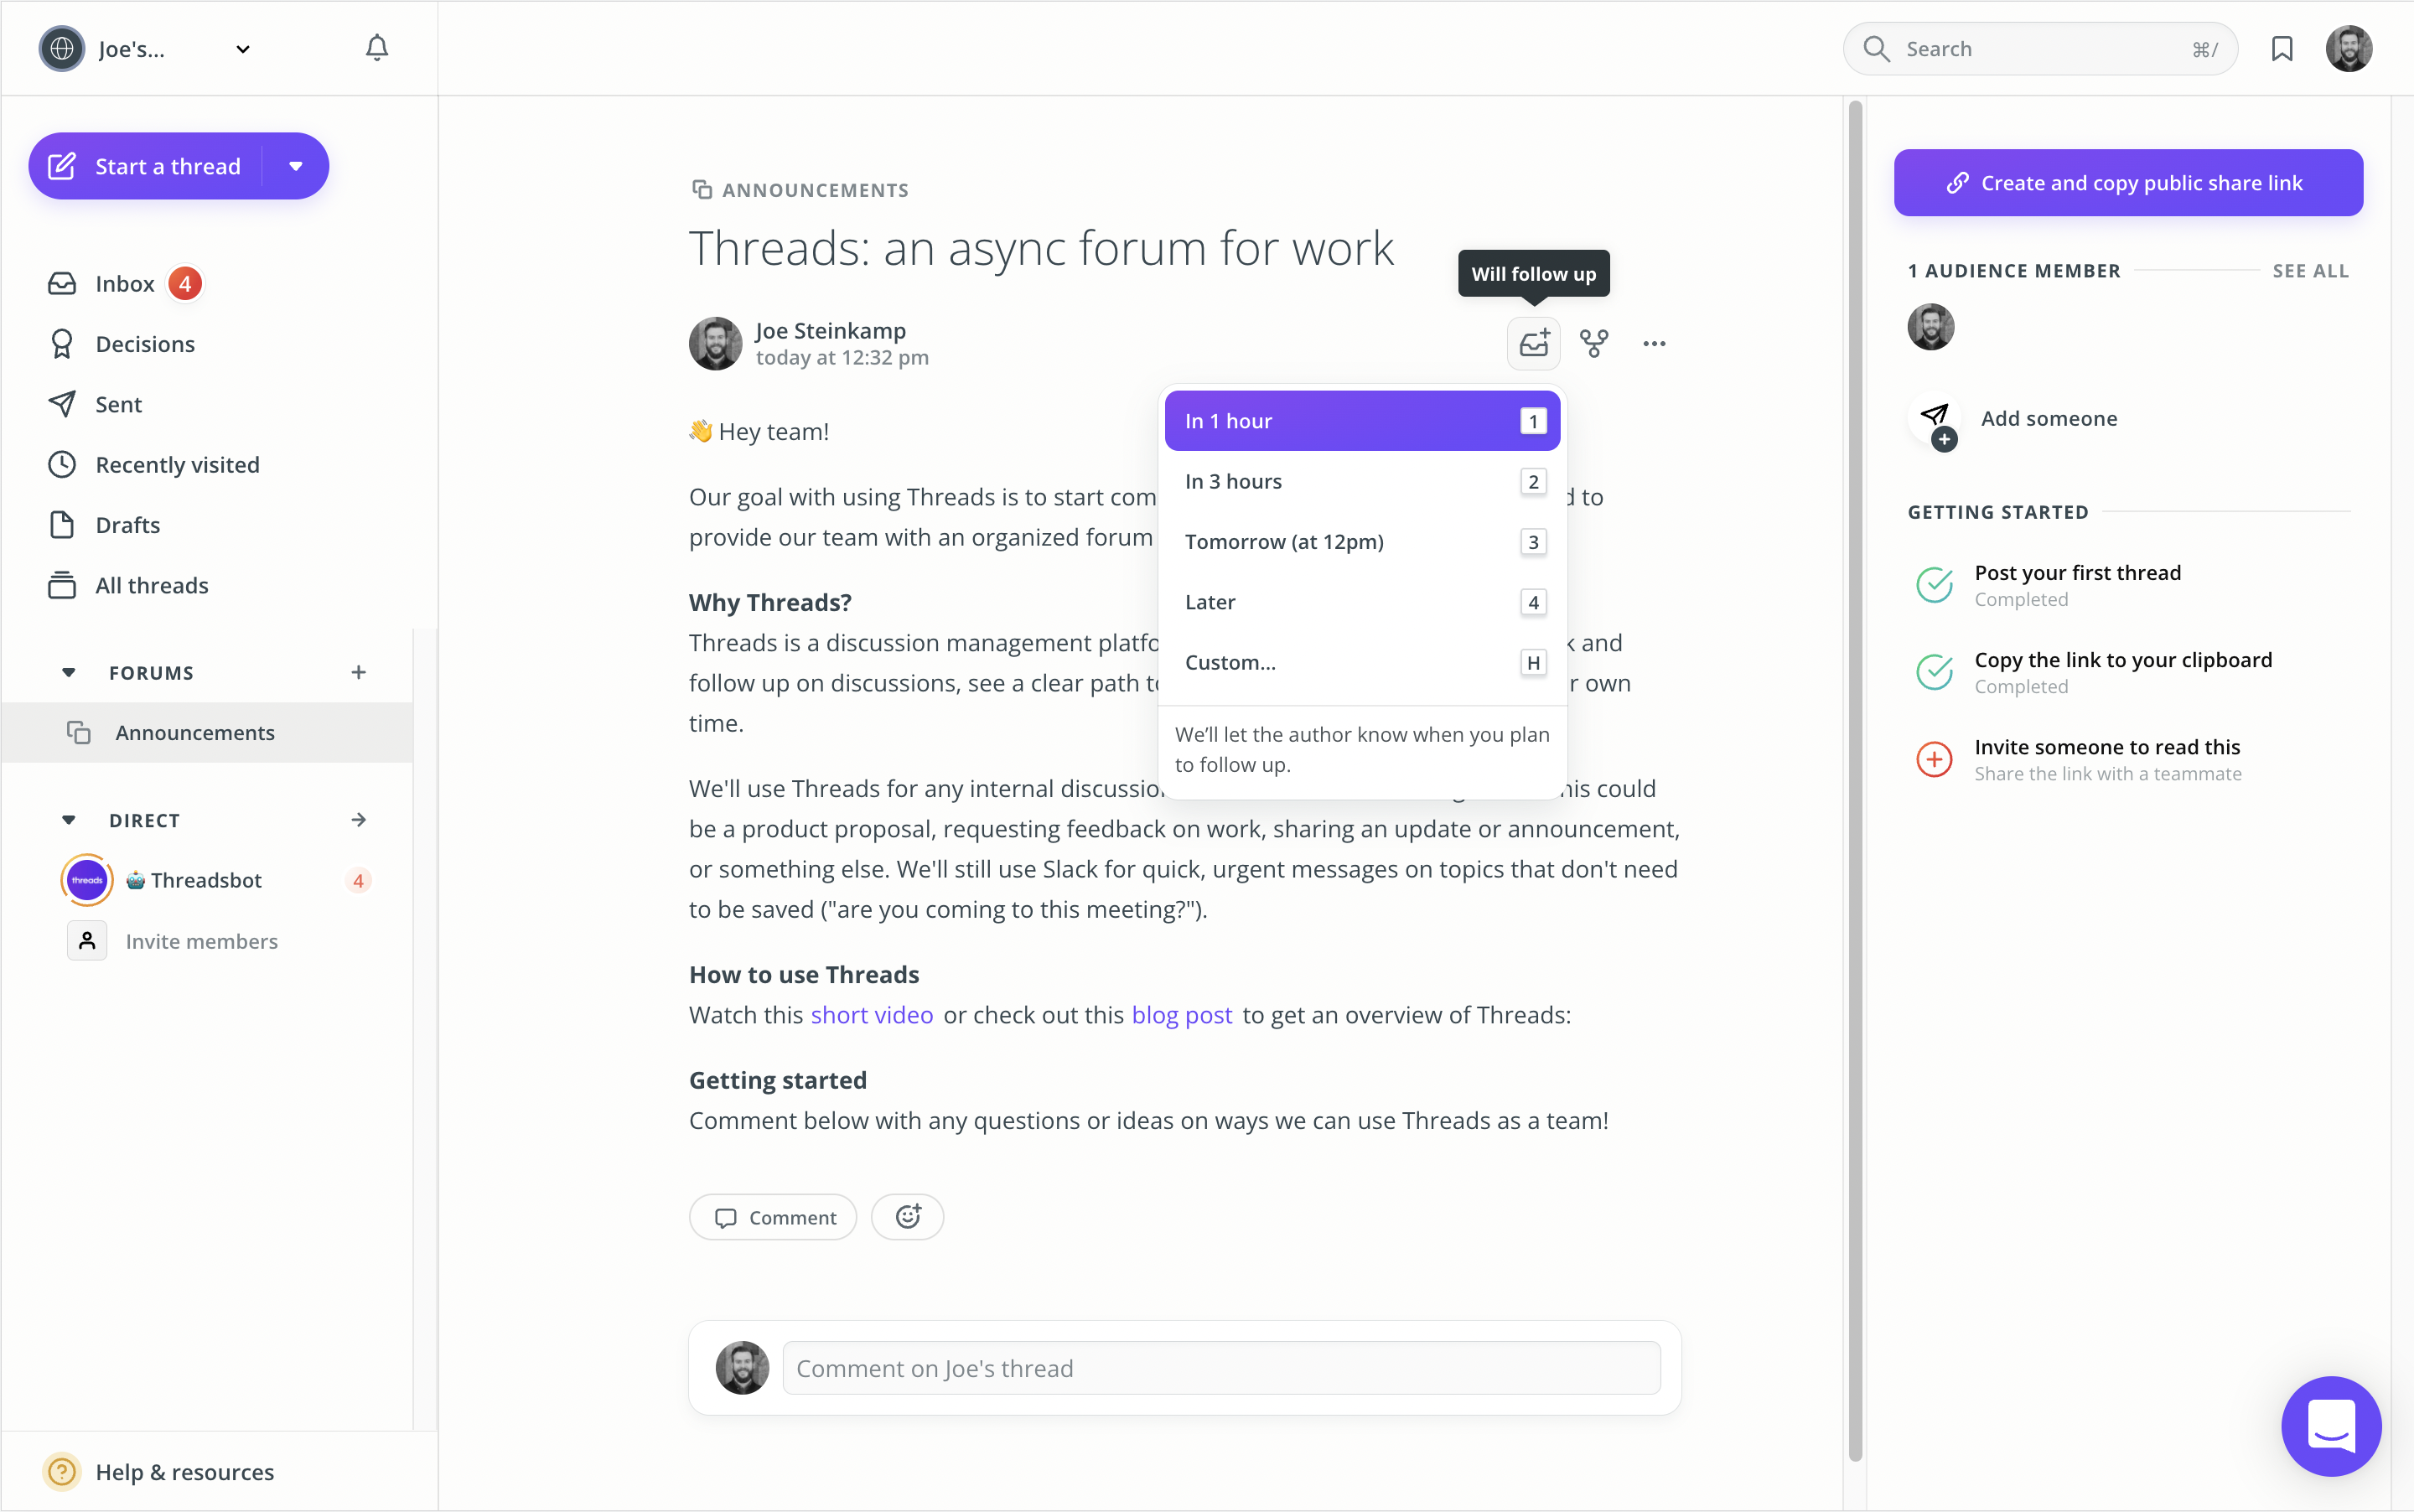 Joe's...
Search
⌘/
Start a thread
Inbox 4
Decisions
Sent
Recently visited
Drafts
All threads
FORUMS
Announcements
DIRECT
threads
🤖 Threadsbot 4
Invite members
Help & resources
ANNOUNCEMENTS
Threads: an async forum for work
Will follow up
Joe Steinkamp
today at 12:32 pm
In 1 hour 1
In 3 hours 2
Tomorrow (at 12pm) 3
Later 4
Custom... H
We'll let the author know when you plan
to follow up.
👋 Hey team!
Our goal with using Threads is to start to
provide our team with an organized forum
Why Threads?
Threads is a discussion management and
follow up on discussions, see a clear path own
time.
We'll use Threads for any internal could
be a product proposal, requesting feedback on work, sharing an update or announcement,
or something else. We'll still use Slack for quick, urgent messages on topics that don't need
to be saved ("are you coming to this meeting?").
How to use Threads
Watch this short video or check out this blog post to get an overview of Threads:
Getting started
Comment below with any questions or ideas on ways we can use Threads as a team!
Comment
Comment on Joe's thread
Create and copy public share link
1 AUDIENCE MEMBER
SEE ALL
Add someone
GETTING STARTED
Post your first thread
Completed
Copy the link to your clipboard
Completed
Invite someone to read this
Share the link with a teammate